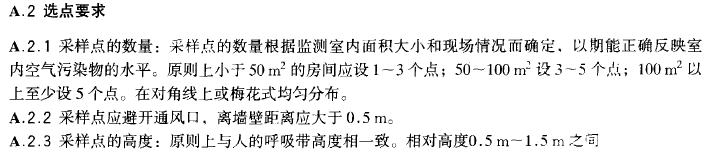 A.2 选点要求
A.2.1 采样点的数量：采样点的数量根据监测室内面积大小和现场情况而确定，以期能正确反映室
内空气污染物的水平。原则上小于 50 m² 的房间应设 1～3 个点；50～100 m² 设 3～5 个点；100 m² 以
上至少设 5 个点。在对角线上或梅花式均匀分布。
A.2.2 采样点应避开通风口，离墙壁距离应大于 0.5 m。
A.2.3 采样点的高度：原则上与人的呼吸带高度相一致。相对高度0.5 m～1.5 m 之间